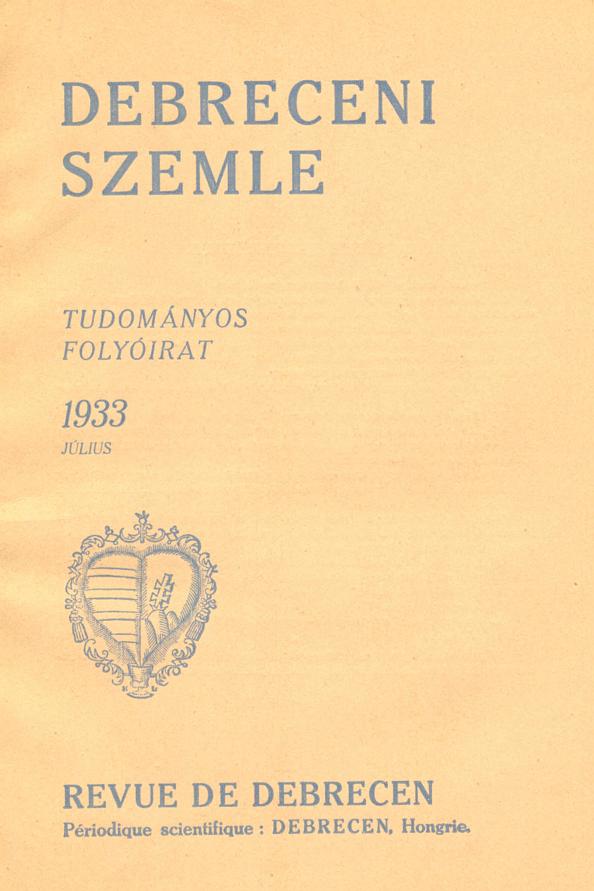 DEBRECENI
SZEMLE
TUDOMÁNYOS
FOLYÓIRAT
1933
JÚLIUS
REVUE DE DEBRECEN
Périodique scientifique : DEBRECEN, Hongrie.